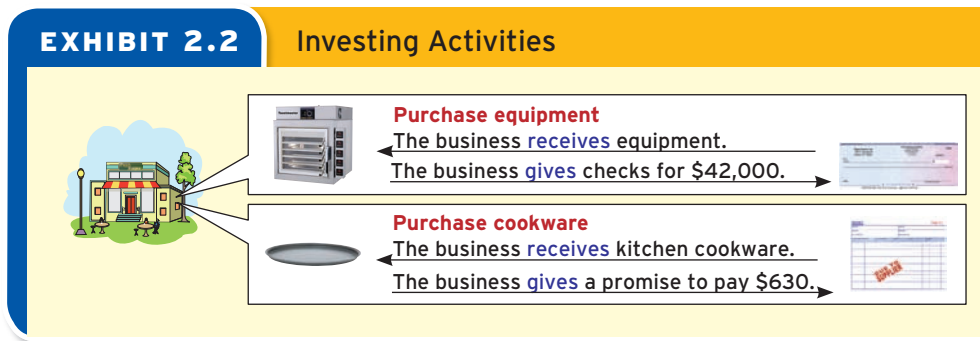 EXHIBIT 2.2
Investing Activities
Purchase equipment
The business receives equipment.
The business gives checks for $42,000.
Purchase cookware
The business receives kitchen cookware.
The business gives a promise to pay $630.